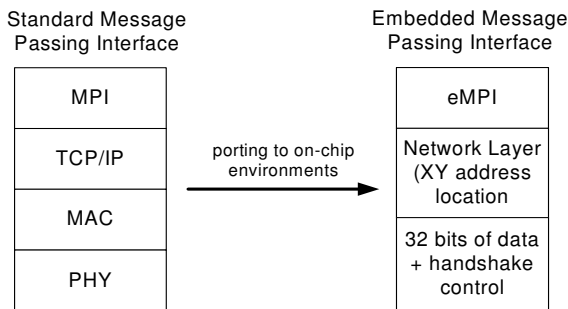 Standard Message
Passing Interface
MPI
TCP/IP
MAC
PHY
porting to on-chip
environments
Embedded Message
Passing Interface
eMPI
Network Layer
(XY address
location
32 bits of data
+ handshake
control